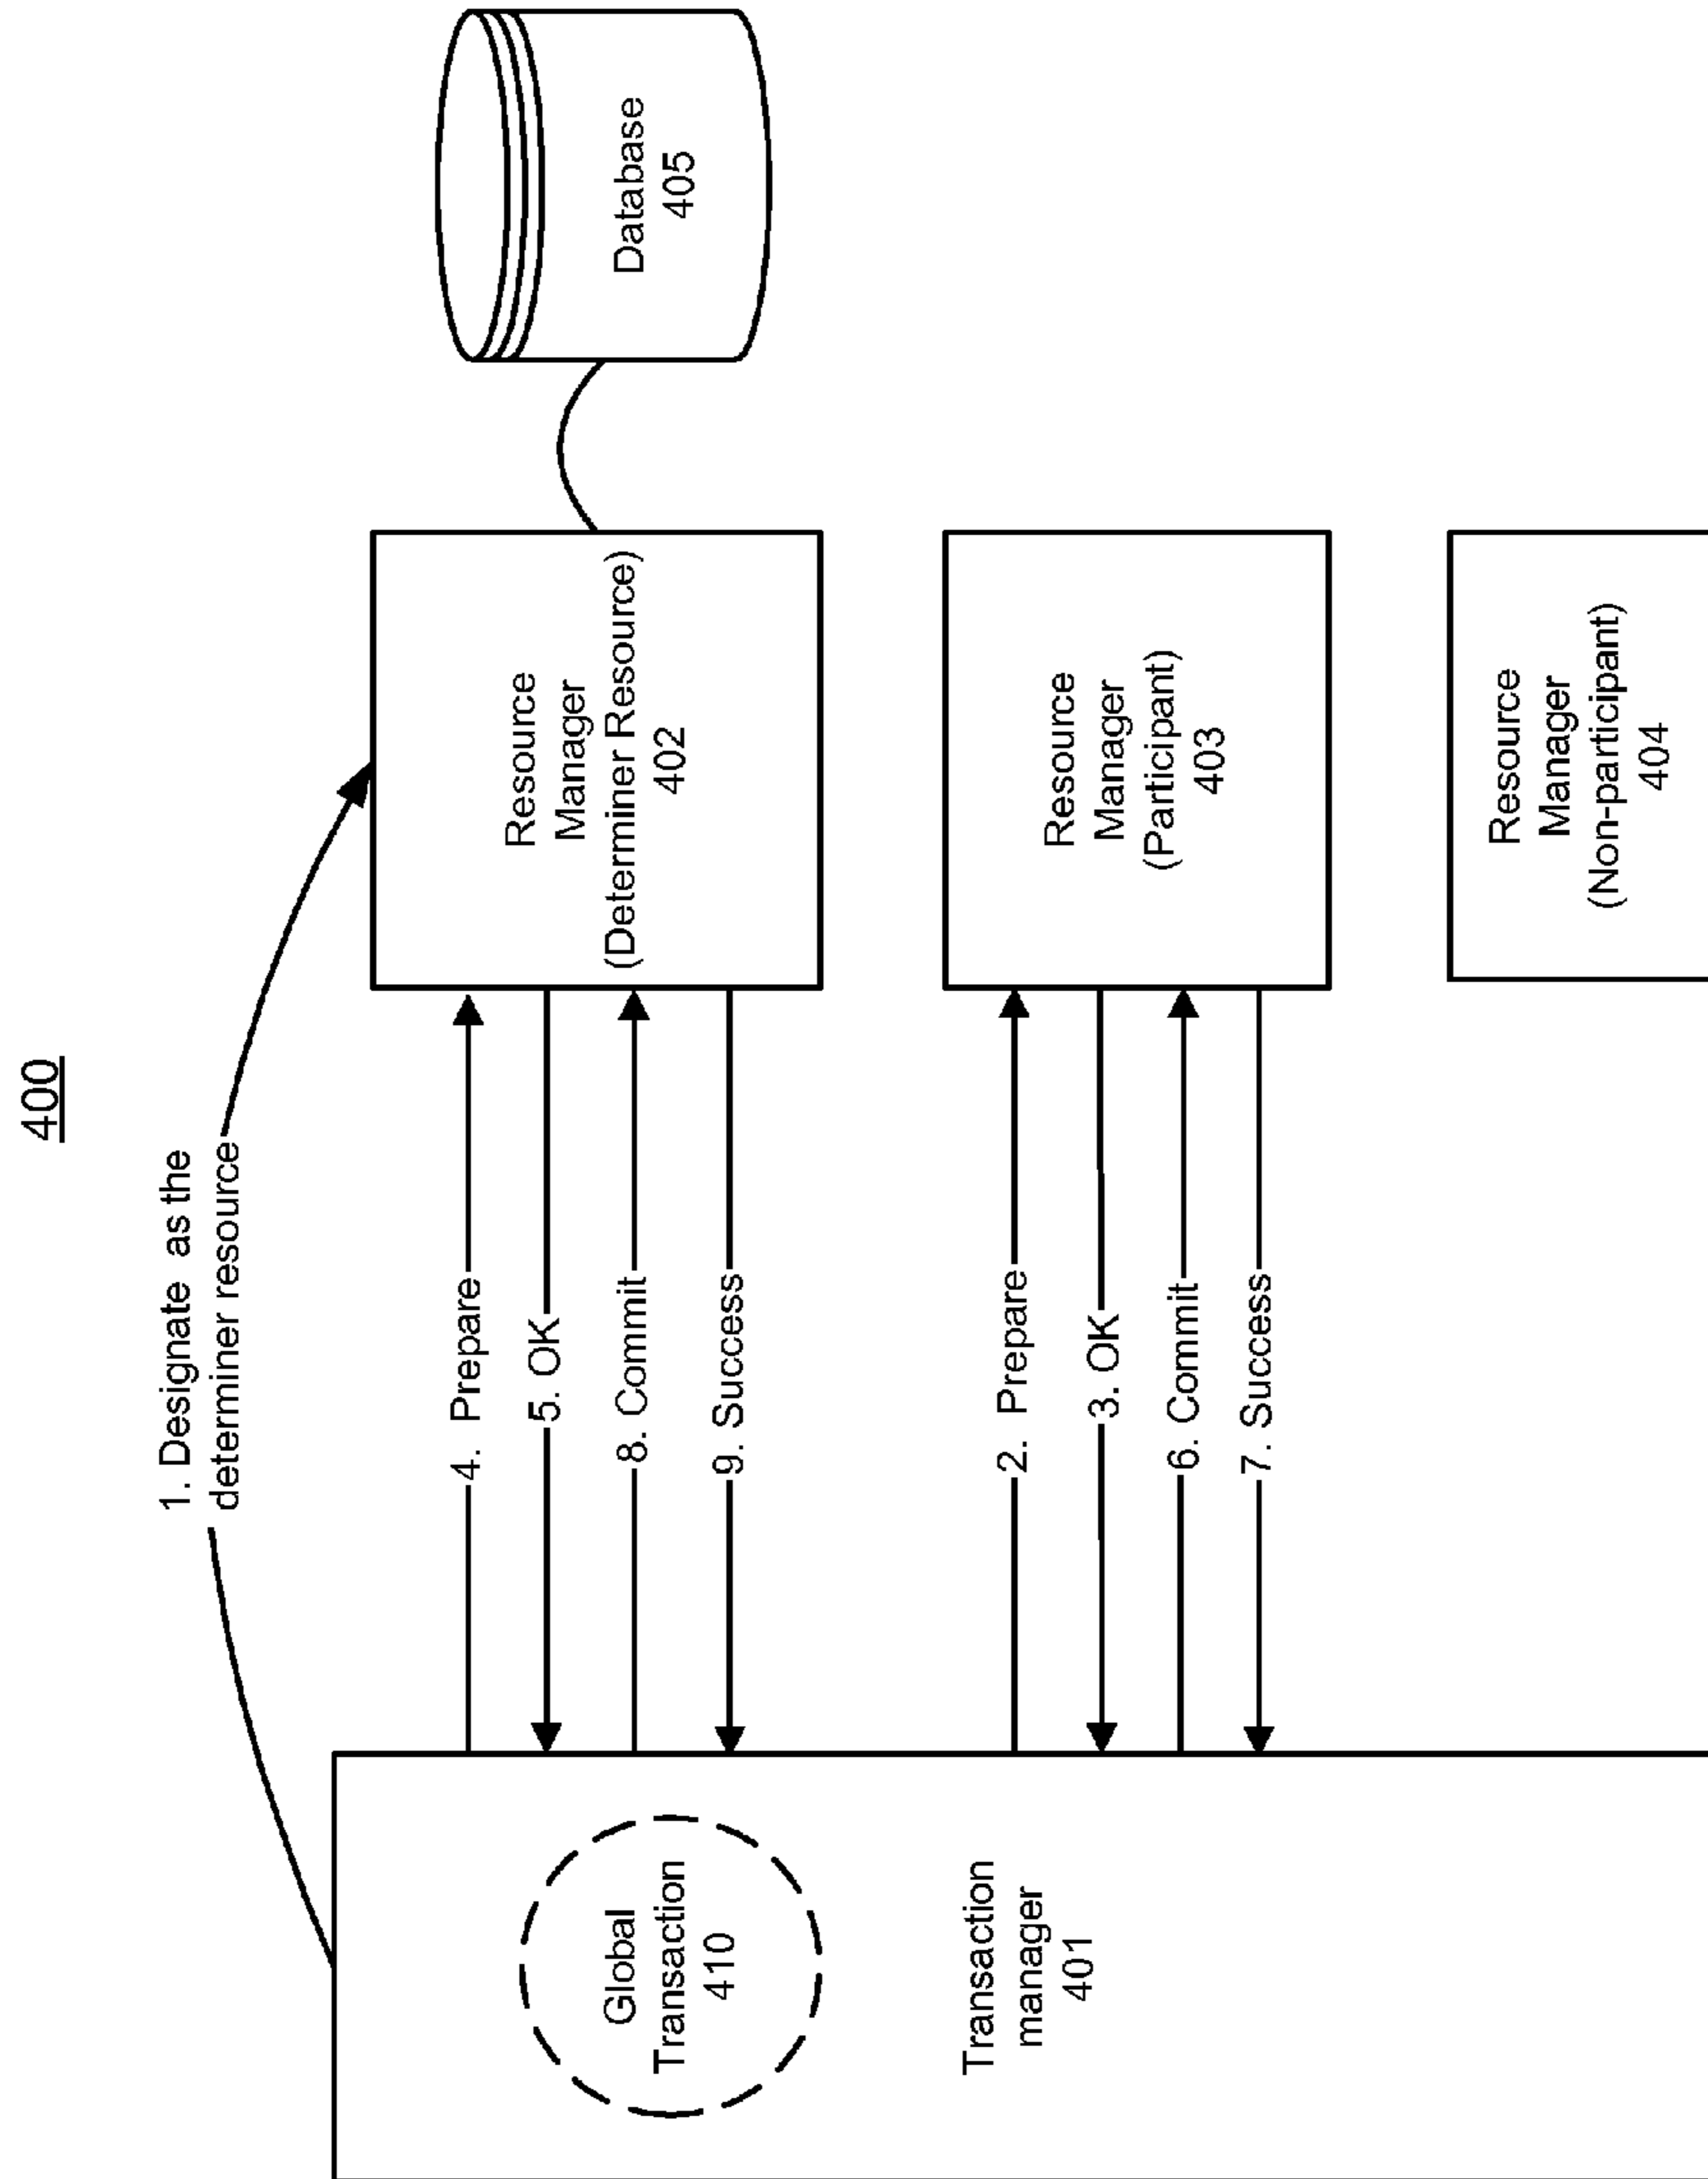 400
1. Designate as the
determiner resource
4. Prepare
5. OK
8. Commit
9. Success
2. Prepare
3. OK
6. Commit
7. Success
Global
Transaction
410
Transaction
manager
401
Resource
Manager
(Determiner Resource)
402
Resource
Manager
(Participant)
403
Resource
Manager
(Non-participant)
404
Database
405